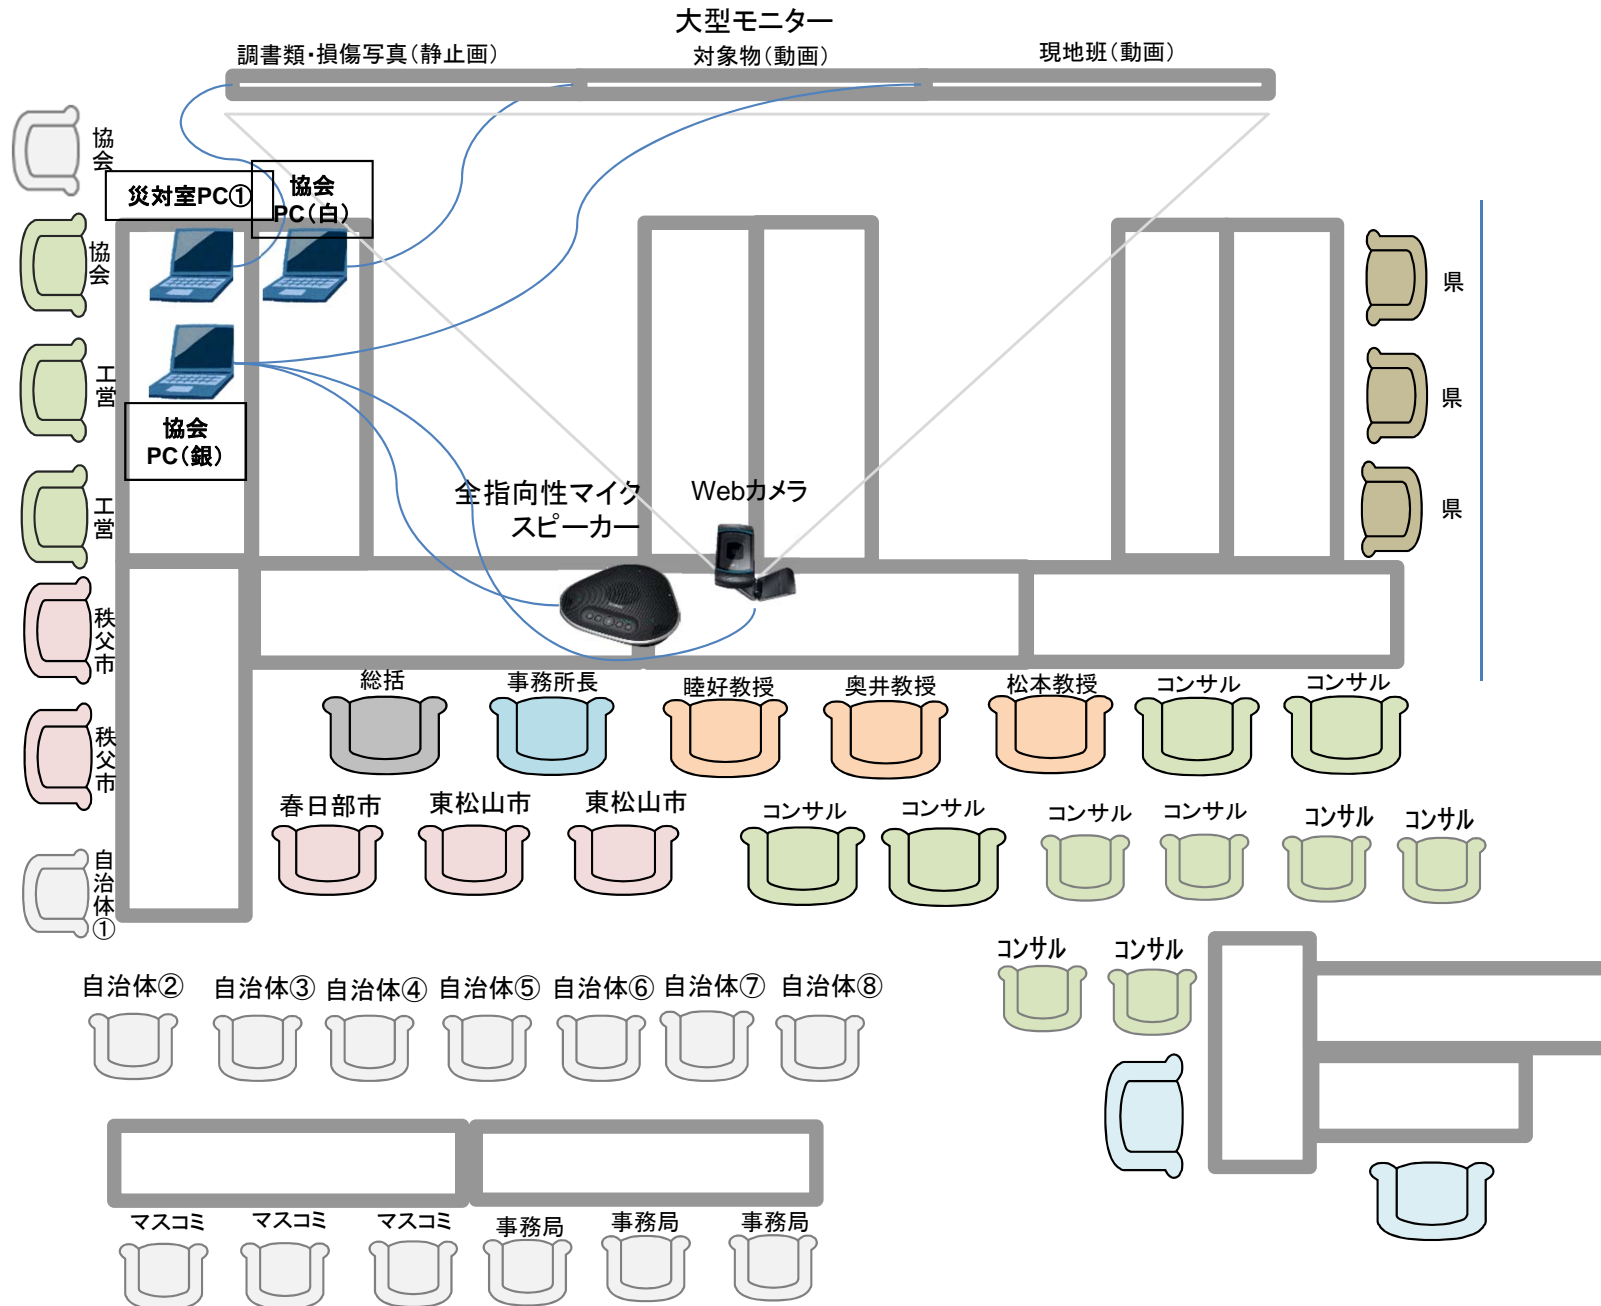 大型モニター
調書類・損傷写真(静止画)
対象物(動画)
現地班(動画)
協会
災対室PC①
協会
PC(白)
協会
県
工営
県
協会
PC(銀)
工営
県
全指向性マイク
スピーカー
Webカメラ
秩父市
総括
事務所長
睦好教授
奥井教授
松本教授
コンサル
コンサル
秩父市
春日部市
東松山市
東松山市
コンサル
コンサル
コンサル
コンサル
コンサル
コンサル
自治体①
コンサル
コンサル
自治体②
自治体③
自治体④
自治体⑤
自治体⑥
自治体⑦
自治体⑧
マスコミ
マスコミ
マスコミ
事務局
事務局
事務局